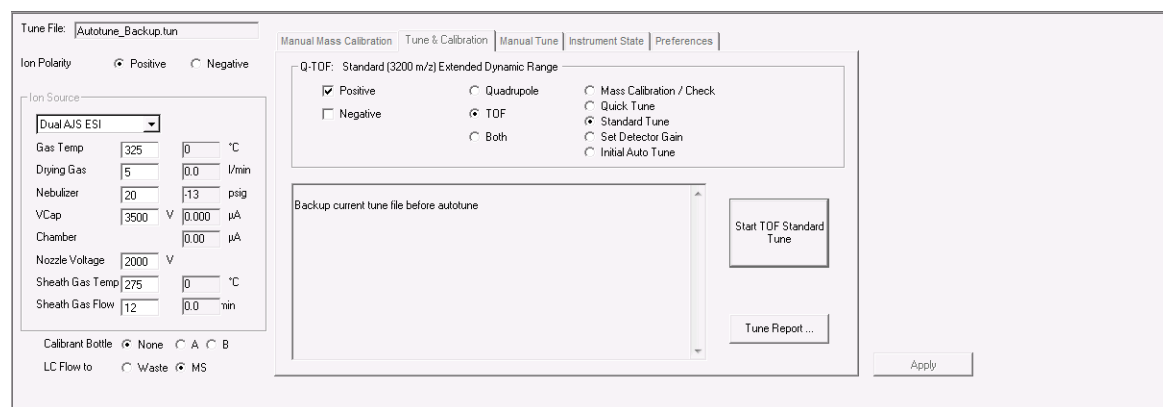 Tune File: Autotune_Backup.tun
Ion Polarity Positive Negative
Ion Source
Dual AJS ESI
Gas Temp 325 0 °C
Drying Gas 5 0.0 l/min
Nebulizer 20 -13 psig
VCap 3500 V 0.000 µA
Chamber 0.00 µA
Nozzle Voltage 2000 V
Sheath Gas Temp 275 0 °C
Sheath Gas Flow 12 0.0 min
Calibrant Bottle None A B
LC Flow to Waste MS
Manual Mass Calibration Tune & Calibration Manual Tune Instrument State Preferences
Q-TOF: Standard (3200 m/z) Extended Dynamic Range
Positive Quadrupole Mass Calibration / Check
Quick Tune
Negative TOF Standard Tune
Both Set Detector Gain
Initial Auto Tune
Backup current tune file before autotune
Start TOF Standard
Tune
Tune Report ...
Apply